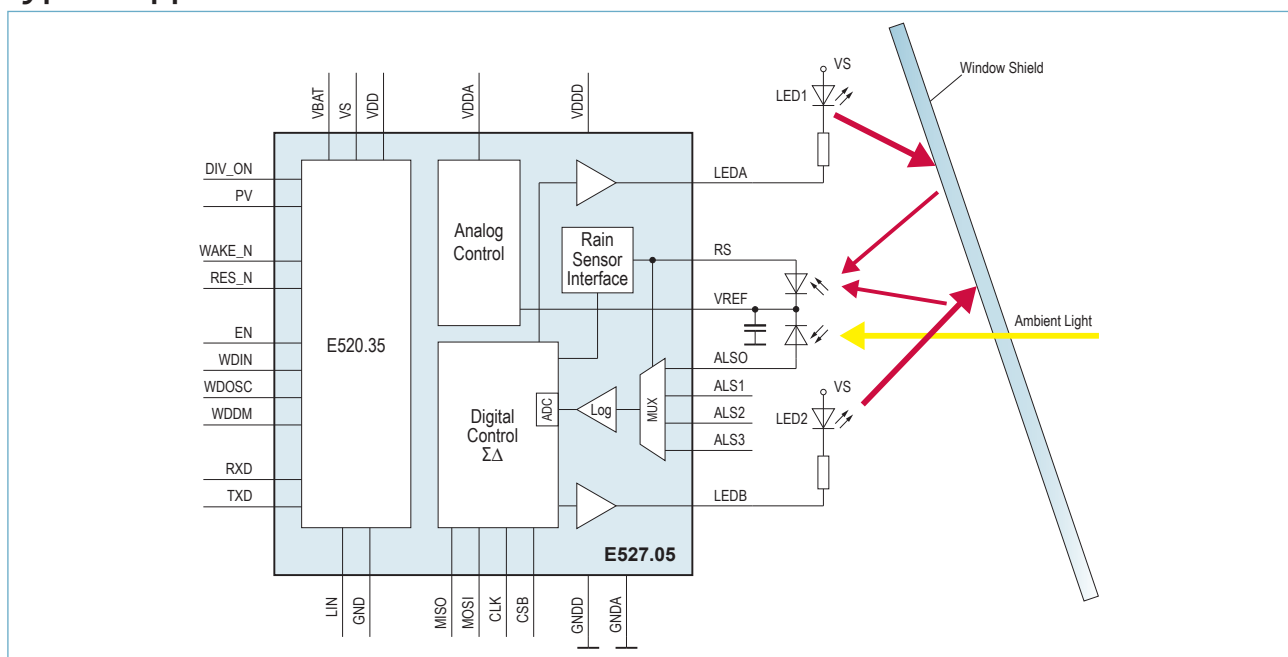 VBAT
VS
VDD
VDDA
VDDD
DIV_ON
PV
WAKE_N
RES_N
EN
WDIN
WDOSC
WDDM
RXD
TXD
E520.35
Analog
Control
Rain
Sensor
Interface
Digital
Control
ΣΔ
ADC
Log
MUX
LEDA
RS
VREF
ALSO
ALS1
ALS2
ALS3
LEDB
E527.05
LIN
GND
MISO
MOSI
CLK
CSB
GNDD
GNDA
VS
LED1
Window Shield
Ambient Light
VS
LED2